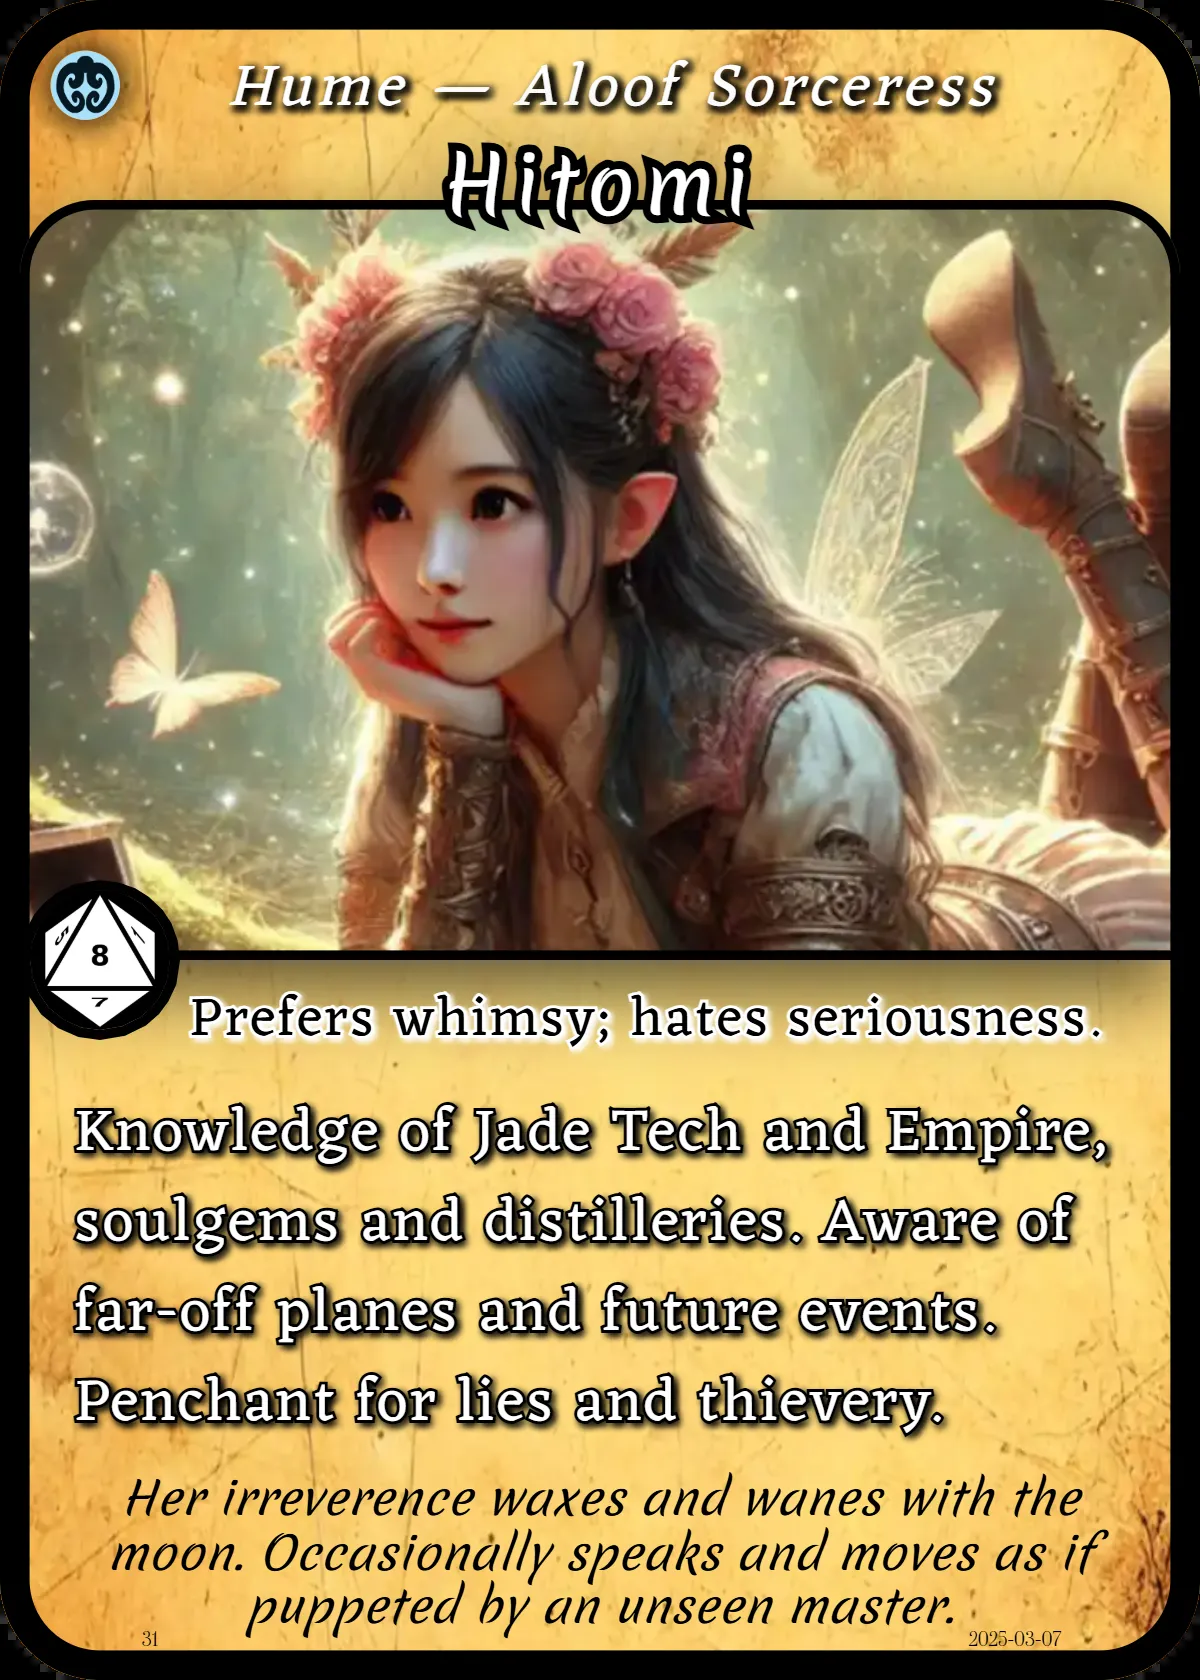 Hume — Aloof Sorceress
Hitomi
8
5
1
7
Prefers whimsy; hates seriousness.
Knowledge of Jade Tech and Empire,
soulgems and distilleries. Aware of
far-off planes and future events.
Penchant for lies and thievery.
Her irreverence waxes and wanes with the
moon. Occasionally speaks and moves as if
puppeted by an unseen master.
31
2025-03-07